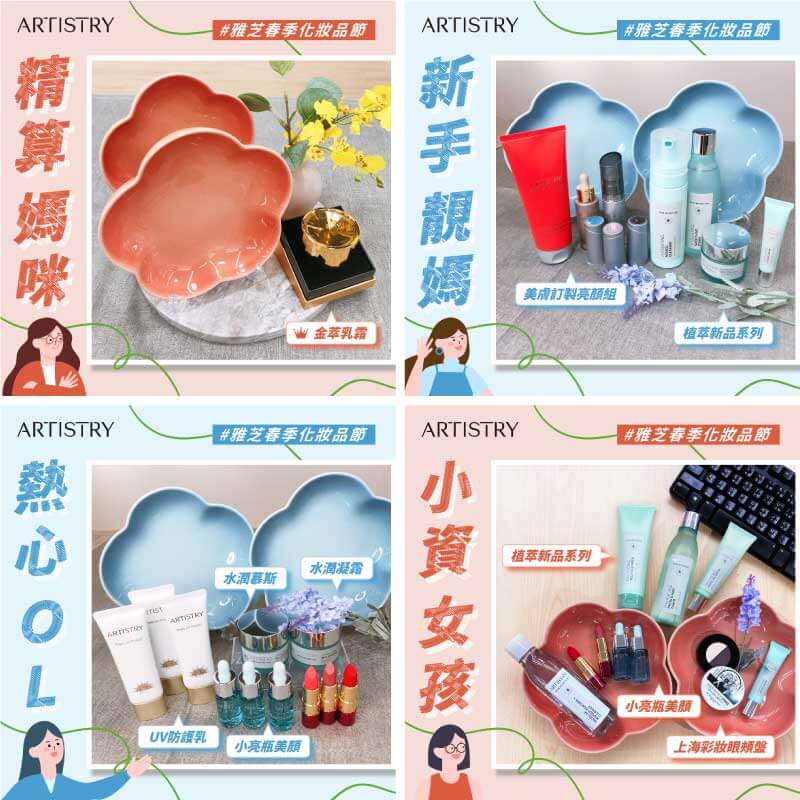 ARTISTRY
#雅芝春季化妝品節
精算媽咪
金萃乳霜
ARTISTRY
#雅芝春季化妝品節
新手靚媽
美膚訂製亮顏組
植萃新品系列
ARTISTRY
#雅芝春季化妝品節
熱心OL
水潤慕斯
水潤凝霜
ARTISTRY
ARTISTRY
UV防護乳
小亮瓶美顏
ARTISTRY
#雅芝春季化妝品節
小資女孩
植萃新品系列
小亮瓶美顏
上海彩妝眼頰盤